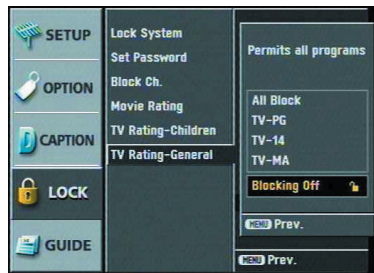 SETUP
OPTION
CAPTION
LOCK
GUIDE
Lock System
Set Password
Block Ch.
Movie Rating
TV Rating-Children
TV Rating-General
Permits all programs
All Block
TV-PG
TV-14
TV-MA
Blocking Off
MENU Prev.
MENU Prev.